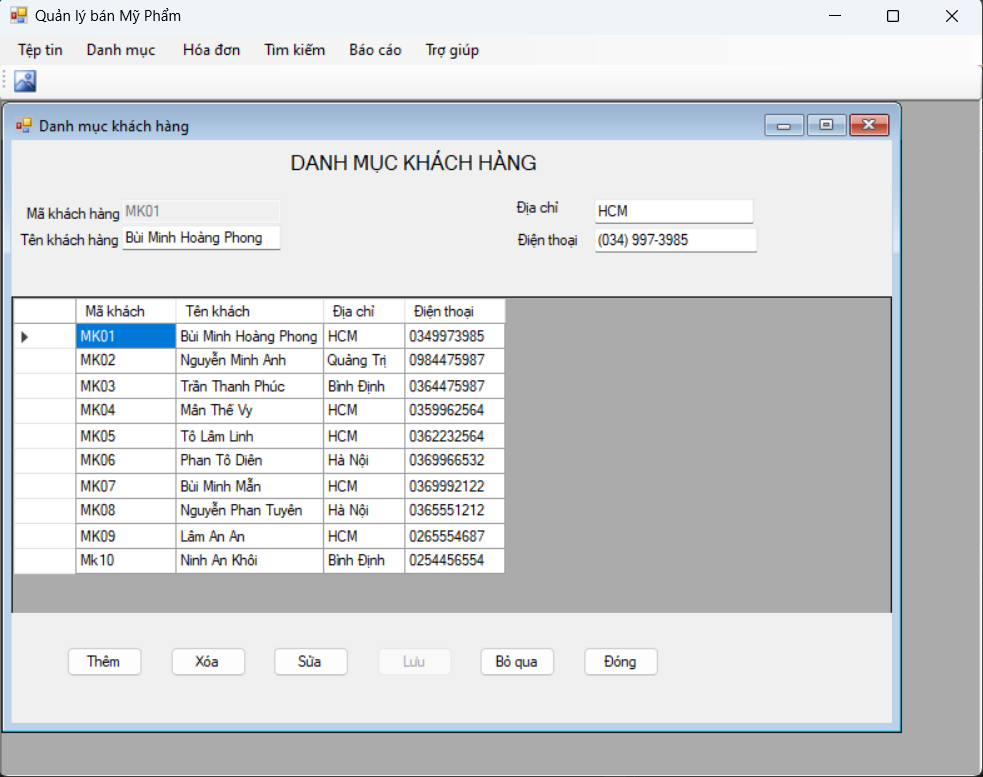 Quản lý bán Mỹ Phẩm
Tệp tin Danh mục Hóa đơn Tìm kiếm Báo cáo Trợ giúp
Danh mục khách hàng
DANH MỤC KHÁCH HÀNG
Mã khách hàng MK01 Địa chỉ HCM
Tên khách hàng Bùi Minh Hoàng Phong Điện thoại (034) 997-3985
Mã khách Tên khách Địa chỉ Điện thoại
MK01 Bùi Minh Hoàng Phong HCM 0349973985
MK02 Nguyễn Minh Anh Quảng Trị 0984475987
MK03 Trần Thanh Phúc Bình Định 0364475987
MK04 Mân Thế Vy HCM 0359962564
MK05 Tô Lâm Linh HCM 0362232564
MK06 Phan Tô Diên Hà Nội 0369966532
MK07 Bùi Minh Mẫn HCM 0369992122
MK08 Nguyễn Phan Tuyên Hà Nội 0365551212
MK09 Lâm An An HCM 0265554687
Mk10 Ninh An Khôi Bình Định 0254456554
Thêm Xóa Sửa Lưu Bỏ qua Đóng